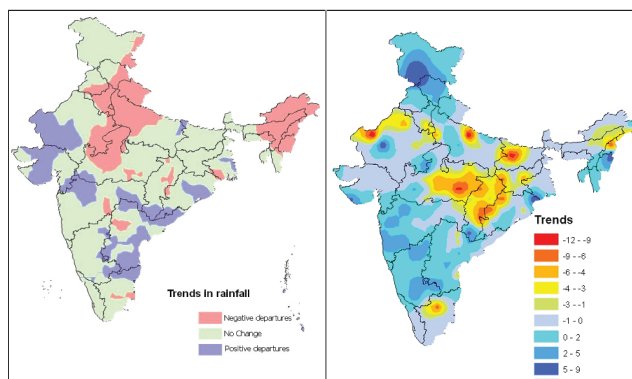 Trends in rainfall
Negative departures
No Change
Positive departures
Trends
-12 - -9
-9 - -6
-6 - -4
-4 - -3
-3 - -1
-1 - 0
0 - 2
2 - 5
5 - 9